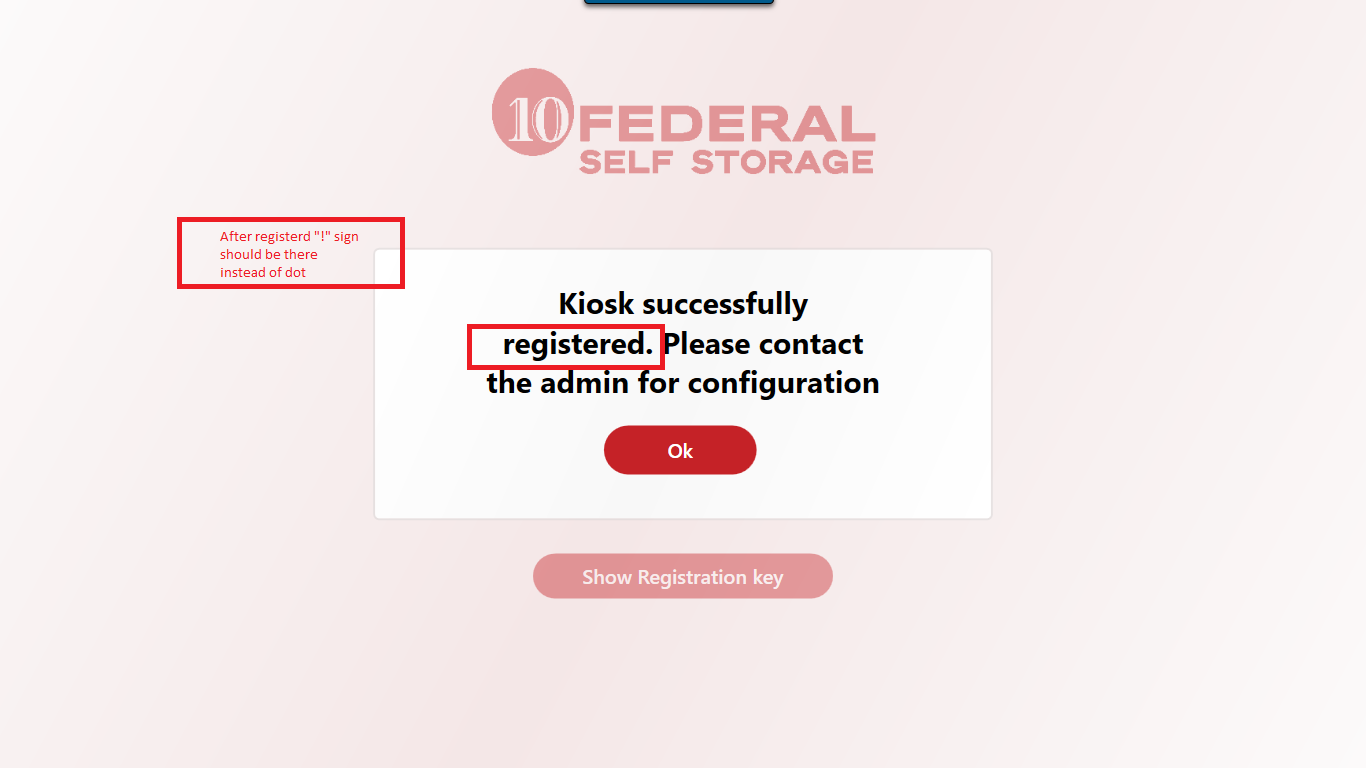 10 FEDERAL
SELF STORAGE
After registerd "!" sign
should be there
instead of dot
Kiosk successfully
registered. Please contact
the admin for configuration
Ok
Show Registration key